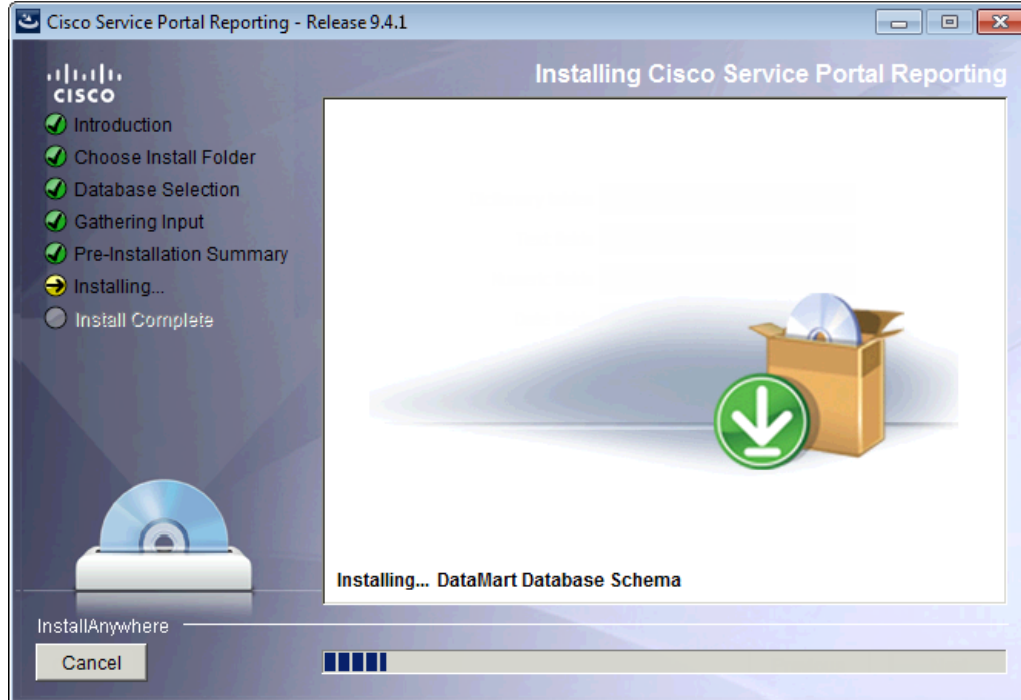 Cisco Service Portal Reporting - Release 9.4.1
CISCO
Installing Cisco Service Portal Reporting
Introduction
Choose Install Folder
Database Selection
Gathering Input
Pre-Installation Summary
Installing...
Install Complete
Installing... DataMart Database Schema
InstallAnywhere
Cancel